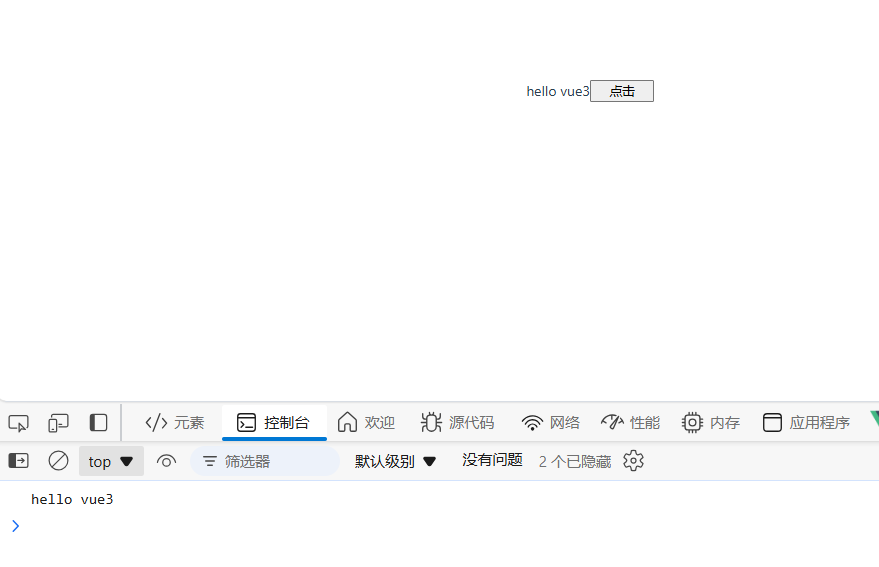 hello vue3 点击
元素 控制台 欢迎 源代码 网络 性能 内存 应用程序
top 筛选器 默认级别 没有问题 2 个已隐藏
hello vue3